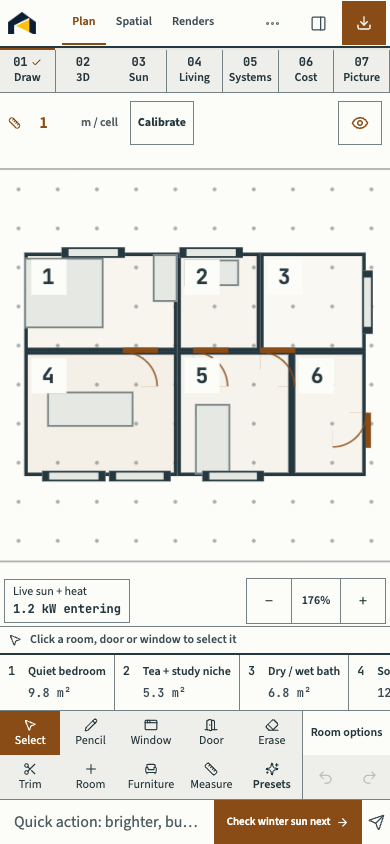 Plan Spatial Renders
01 02 03 04 05 06 07
Draw 3D Sun Living Systems Cost Picture
1 m / cell Calibrate
1 2 3
4 5 6
Live sun + heat
1.2 kW entering
− 176% +
Click a room, door or window to select it
1 Quiet bedroom 2 Tea + study niche 3 Dry / wet bath 4 So
9.8 m² 5.3 m² 6.8 m² 12
Select Pencil Window Door Erase Room options
Trim Room Furniture Measure Presets
Quick action: brighter, bu… Check winter sun next →